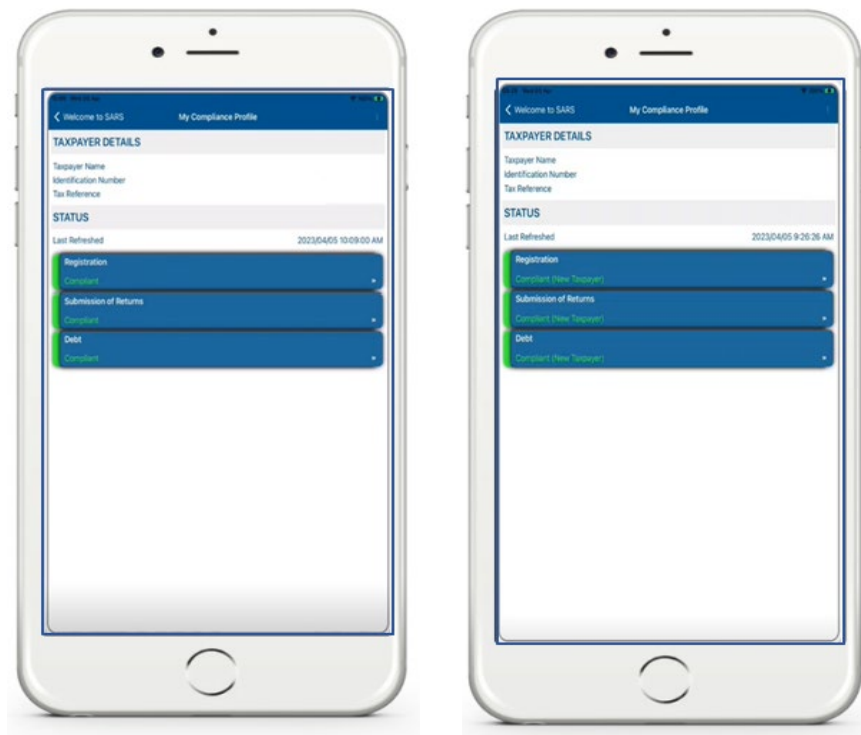 Welcome to SARS My Compliance Profile
TAXPAYER DETAILS
Taxpayer Name
Identification Number
Tax Reference
STATUS
Last Refreshed 2023/04/05 10:09:00 AM
Registration
Compliant
Submission of Returns
Compliant
Debt
Compliant
Welcome to SARS My Compliance Profile
TAXPAYER DETAILS
Taxpayer Name
Identification Number
Tax Reference
STATUS
Last Refreshed 2023/04/05 9:26:26 AM
Registration
Compliant (New Taxpayer)
Submission of Returns
Compliant (New Taxpayer)
Debt
Compliant (New Taxpayer)